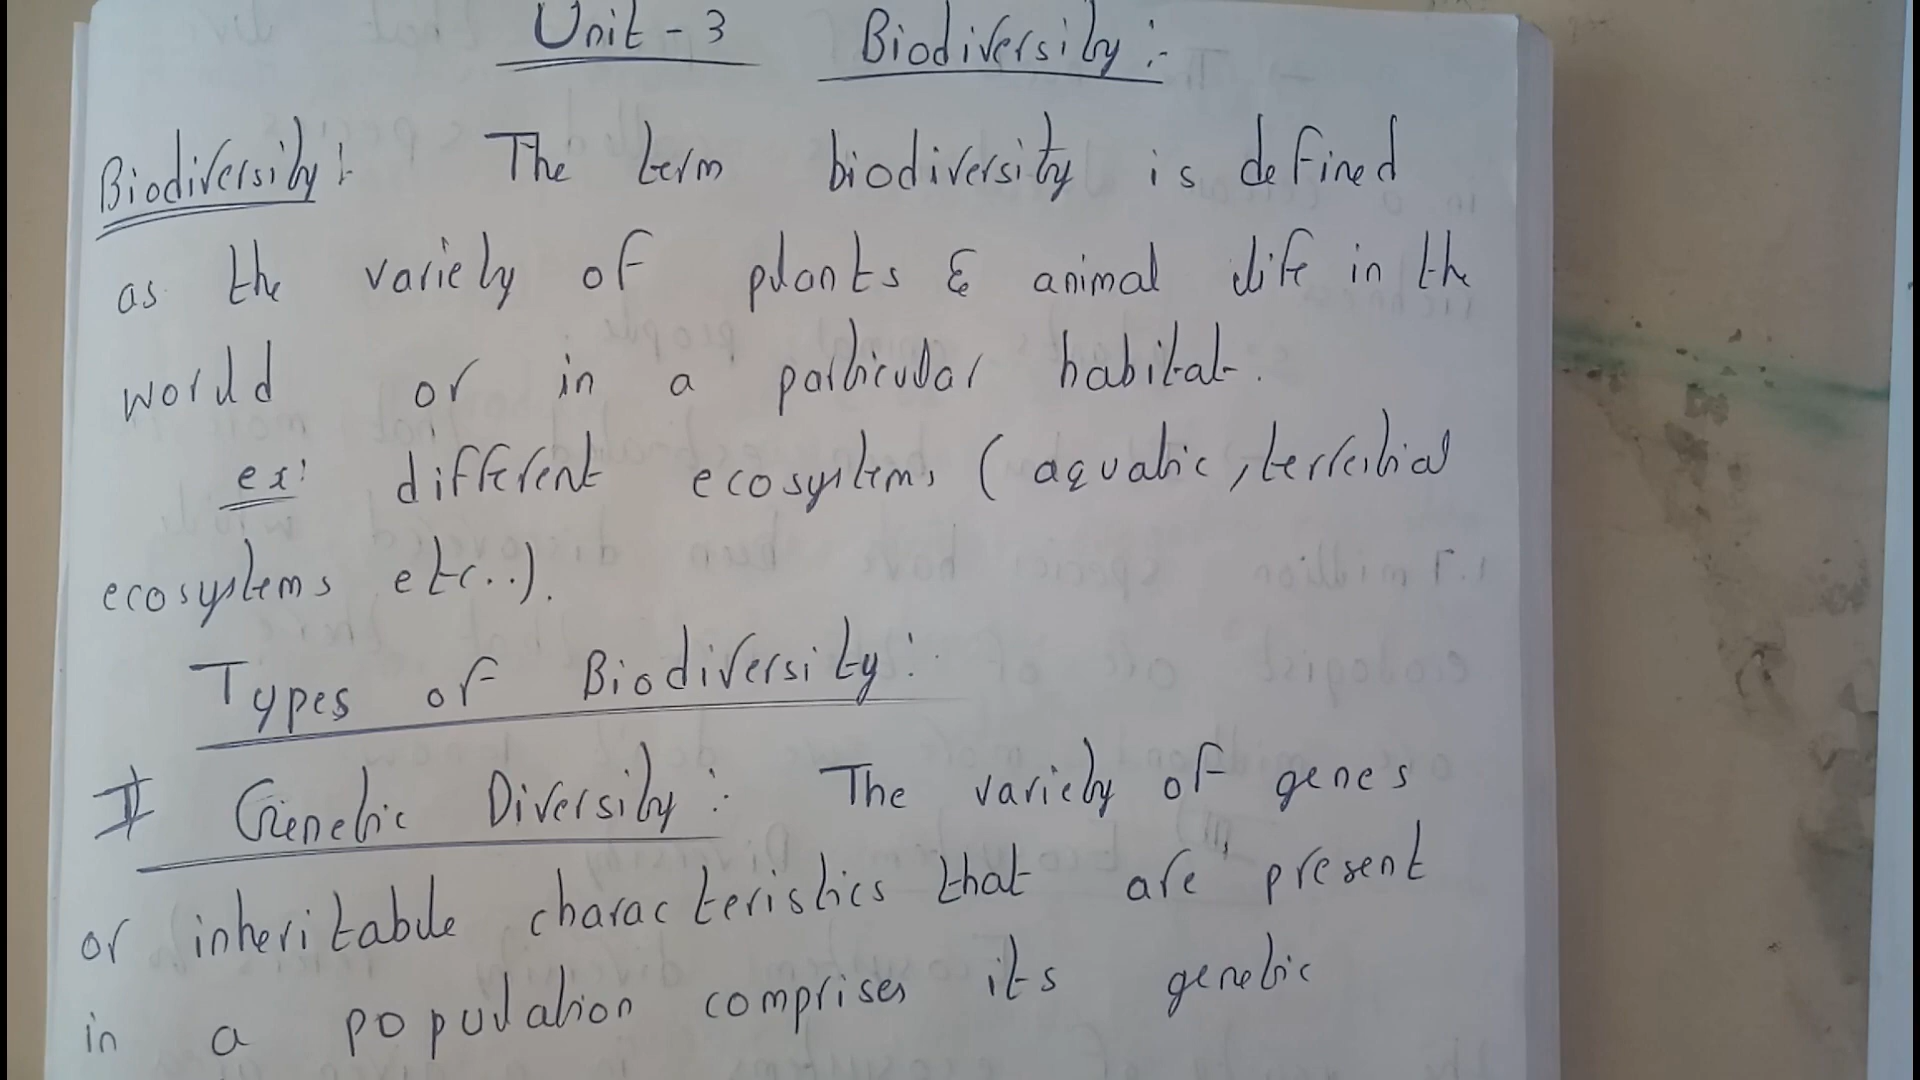 Unit - 3 Biodiversity :-
Biodiversity :- The term biodiversity is defined
as the variety of plants & animal life in the
world or in a particular habitat.
ex: different ecosystems ( aquatic , terrestrial
ecosystems etc..).
Types of Biodiversity :
I Genetic Diversity : The variety of genes
or inheritable characteristics that are present
in a population comprises its genetic